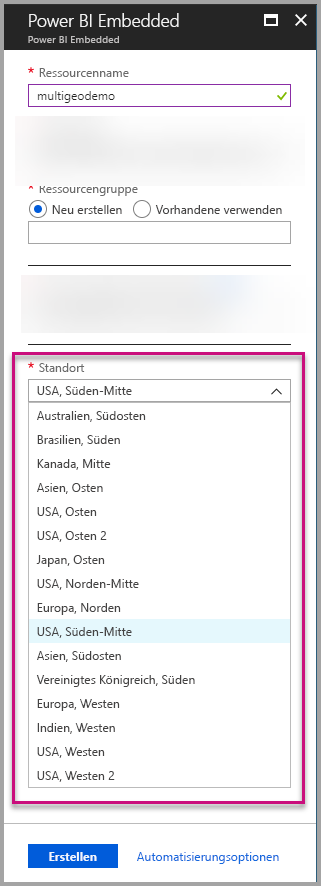 Power BI Embedded
Power BI Embedded
* Ressourcenname
multigeodemo
* Ressourcengruppe
Neu erstellen Vorhandene verwenden
* Standort
USA, Süden-Mitte
Australien, Südosten
Brasilien, Süden
Kanada, Mitte
Asien, Osten
USA, Osten
USA, Osten 2
Japan, Osten
USA, Norden-Mitte
Europa, Norden
USA, Süden-Mitte
Asien, Südosten
Vereinigtes Königreich, Süden
Europa, Westen
Indien, Westen
USA, Westen
USA, Westen 2
Erstellen Automatisierungsoptionen